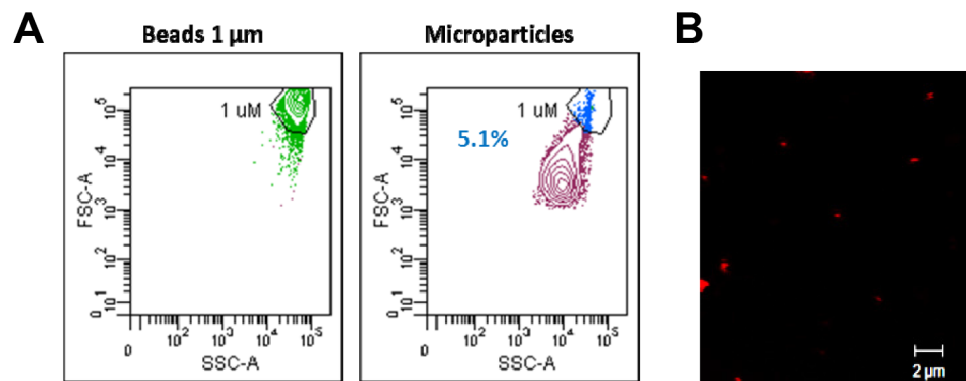 A
Beads 1 µm
1 uM
FSC-A
10⁵
10⁴
10³
10²
10¹
0
0
10²
10³
10⁴
10⁵
SSC-A
Microparticles
1 uM
5.1%
FSC-A
10⁵
10⁴
10³
10²
10¹
0
0
10²
10³
10⁴
10⁵
SSC-A
B
2 µm